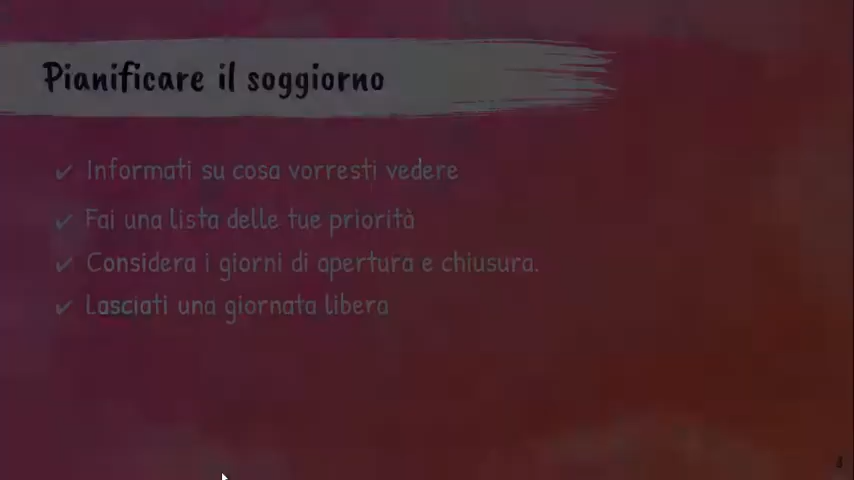 Pianificare il soggiorno
✔ Informati su cosa vorresti vedere
✔ Fai una lista delle tue priorità
✔ Considera i giorni di apertura e chiusura.
✔ Lasciati una giornata libera
4